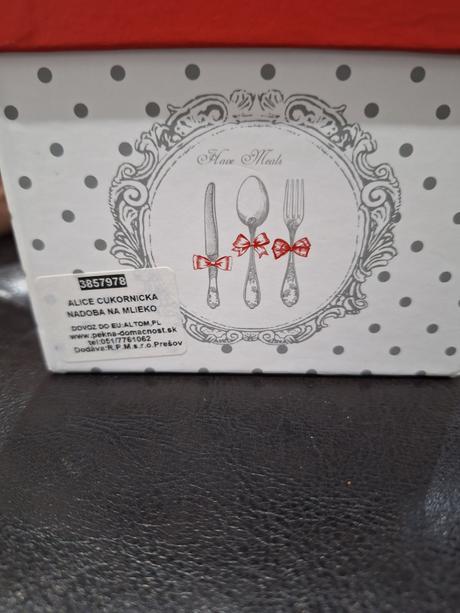 Have Meals
3857978
ALICE CUKORNICKA
NADOBA NA MLIEKO
DOVOZ DO EU:ALTOM.PL
www.pekna-domacnost.sk
tel:051/7761062
Dodáva:R.P.M.s.r.o.Prešov